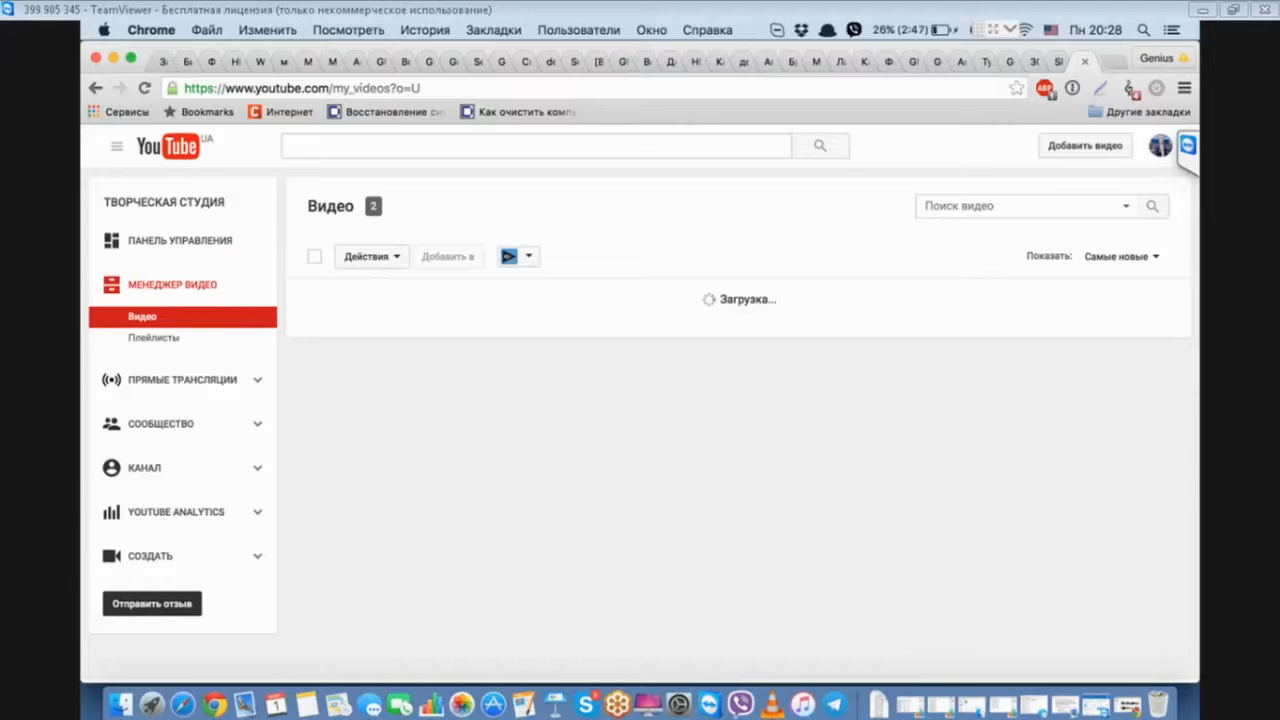 399 905 345 - TeamViewer - Бесплатная лицензия (только некоммерческое использование)
Chrome Файл Изменить Посмотреть История Закладки Пользователи Окно Справка 26% (2:47) Пн 20:28
Genius
https://www.youtube.com/my_videos?o=U
ABP
Сервисы Bookmarks Интернет Восстановление Как очистить Другие закладки
YouTube UA
Добавить видео
ТВОРЧЕСКАЯ СТУДИЯ
ПАНЕЛЬ УПРАВЛЕНИЯ
МЕНЕДЖЕР ВИДЕО
Видео
Плейлисты
ПРЯМЫЕ ТРАНСЛЯЦИИ
СООБЩЕСТВО
КАНАЛ
YOUTUBE ANALYTICS
СОЗДАТЬ
Отправить отзыв
Видео 2
Поиск видео
Действия Добавить в
Показать: Самые новые
Загрузка...